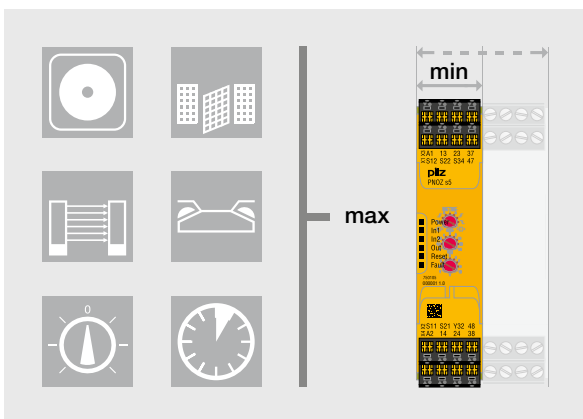 min
A1 13 23 37
S12 S22 S34 47
pilz
PNOZ s5
0
max
Power
In1
In2
Out
Reset
Fault
S11 S21 Y32 48
A2 14 24 38